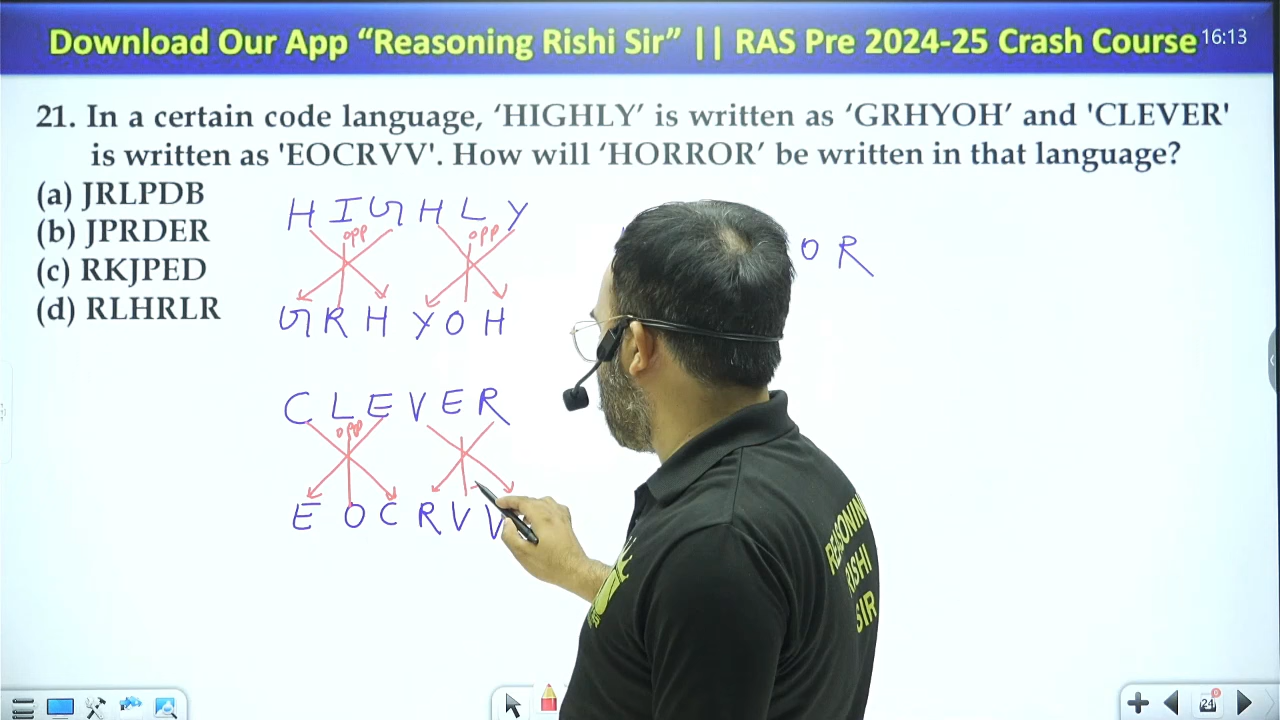 Download Our App “Reasoning Rishi Sir” || RAS Pre 2024-25 Crash Course 16:13
21. In a certain code language, ‘HIGHLY’ is written as ‘GRHYOH’ and 'CLEVER'
is written as 'EOCRVV'. How will ‘HORROR’ be written in that language?
(a) JRLPDB
(b) JPRDER
(c) RKJPED
(d) RLHRLR
H I G H L Y
opp opp
G R H Y O H
O R
C L E V E R
opp
E O C R V V
REASONING
RISHI
SIR
24